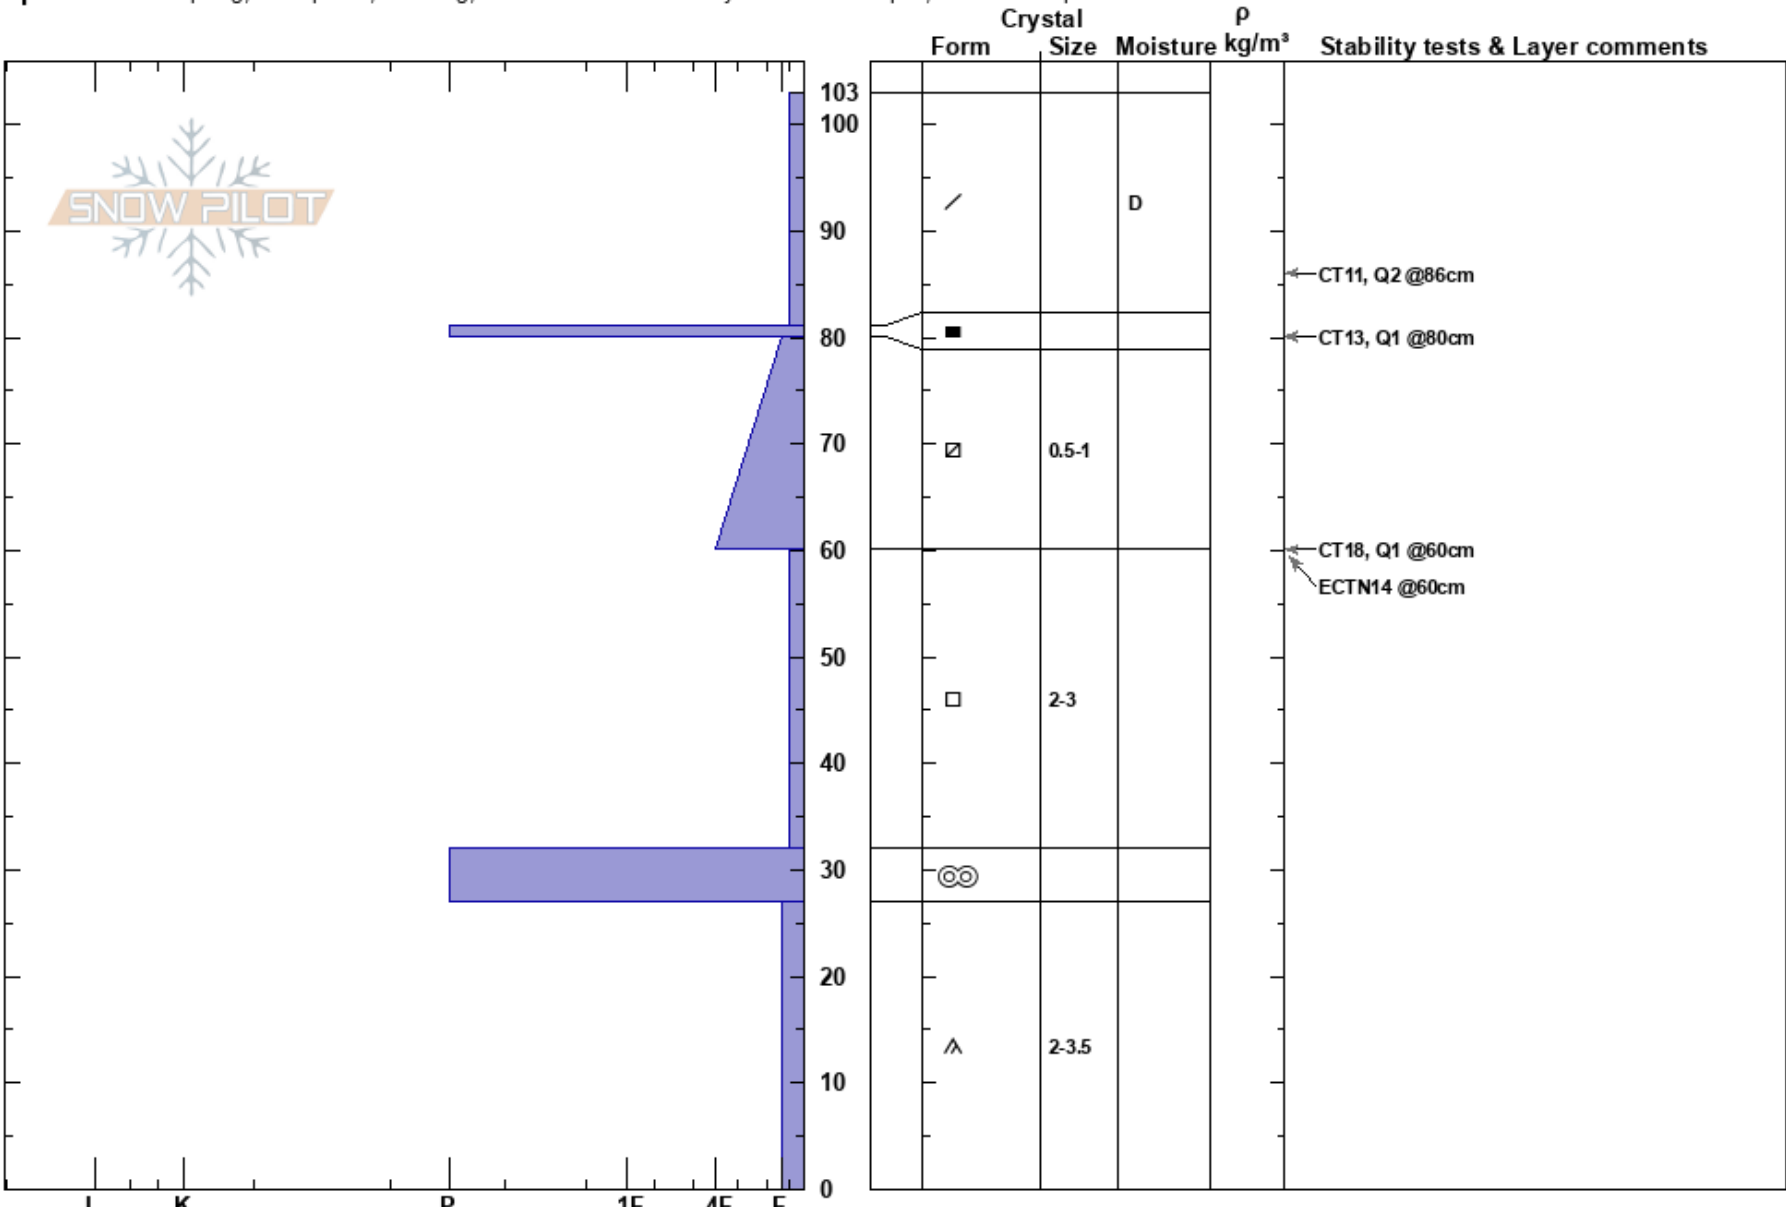 Crystal ρ
Form Size Moisture kg/m³ Stability tests & Layer comments
103
100
SNOW PILOT
D
90
CT11, Q2 @86cm
80
CT13, Q1 @80cm
70
0.5-1
60
CT18, Q1 @60cm
ECTN14 @60cm
50
2-3
40
30
20
2-3.5
10
0
I K P 1F 4F F